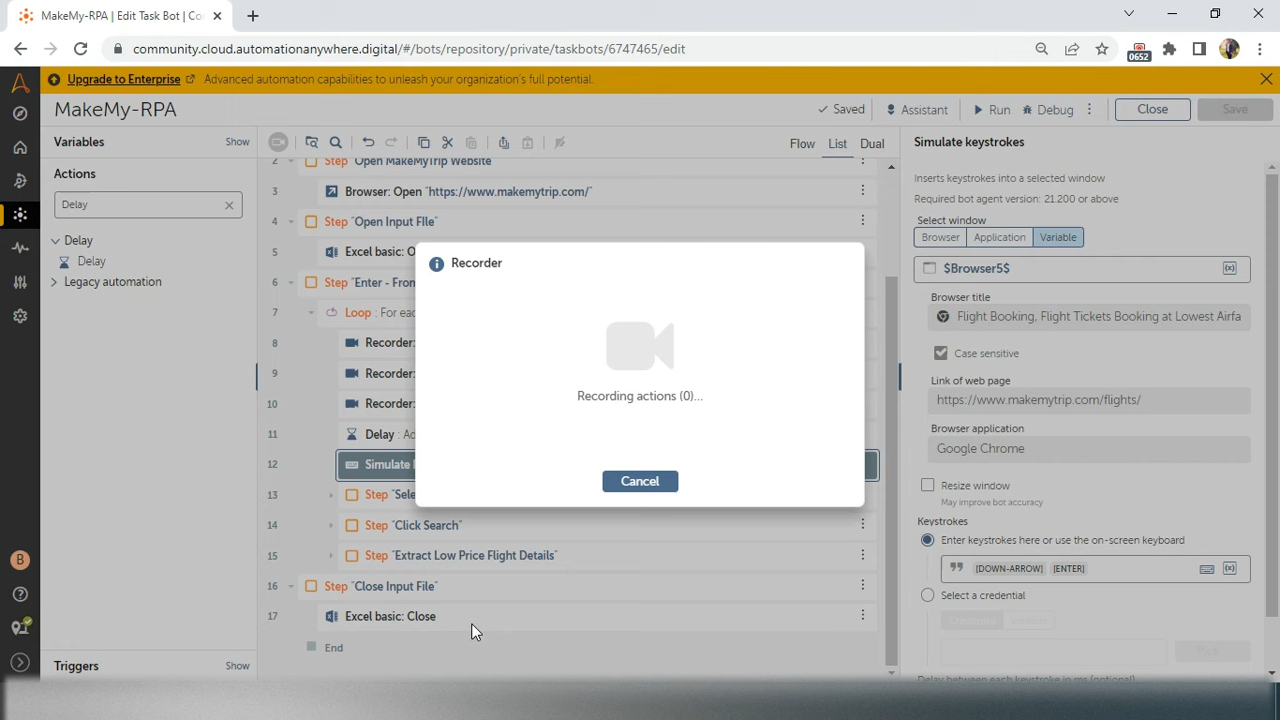 MakeMy-RPA | Edit Task Bot | Co
community.cloud.automationanywhere.digital/#/bots/repository/private/taskbots/6747465/edit
0652
Upgrade to Enterprise Advanced automation capabilities to unleash your organization's full potential.
MakeMy-RPA
Saved
Assistant
Run
Debug
Close
Save
Variables
Show
Flow
List
Dual
Simulate keystrokes
Actions
Delay
Delay
Delay
Legacy automation
2 Step "Open MakeMyTrip Website"
3 Browser: Open "https://www.makemytrip.com/"
4 Step "Open Input FIle"
5 Excel basic: O
6 Step "Enter - Fron
7 Loop : For eac
8 Recorder:
9 Recorder:
10 Recorder:
11 Delay : Ad
12 Simulate
13 Step "Sele
14 Step "Click Search"
15 Step "Extract Low Price Flight Details"
16 Step "Close Input File"
17 Excel basic: Close
End
Recorder
Recording actions (0)...
Cancel
Inserts keystrokes into a selected window
Required bot agent version: 21.200 or above
Select window
Browser
Application
Variable
$Browser5$
(x)
Browser title
Flight Booking, Flight Tickets Booking at Lowest Airfa
Case sensitive
Link of web page
https://www.makemytrip.com/flights/
Browser application
Google Chrome
Resize window
May improve bot accuracy
Keystrokes
Enter keystrokes here or use the on-screen keyboard
[DOWN-ARROW] [ENTER]
(x)
Select a credential
Pick
Delay between each keystroke in ms (optional)
B
Triggers
Show